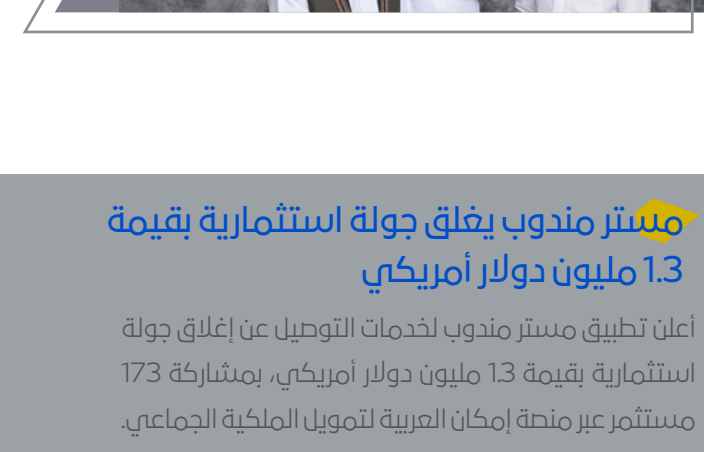 مستر مندوب يغلق جولة استثمارية بقيمة
1.3 مليون دولار أمريكي
أعلن تطبيق مستر مندوب لخدمات التوصيل عن إغلاق جولة
استثمارية بقيمة 1.3 مليون دولار أمريكي، بمشاركة 173
مستثمر عبر منصة إمكان العربية لتمويل الملكية الجماعي.